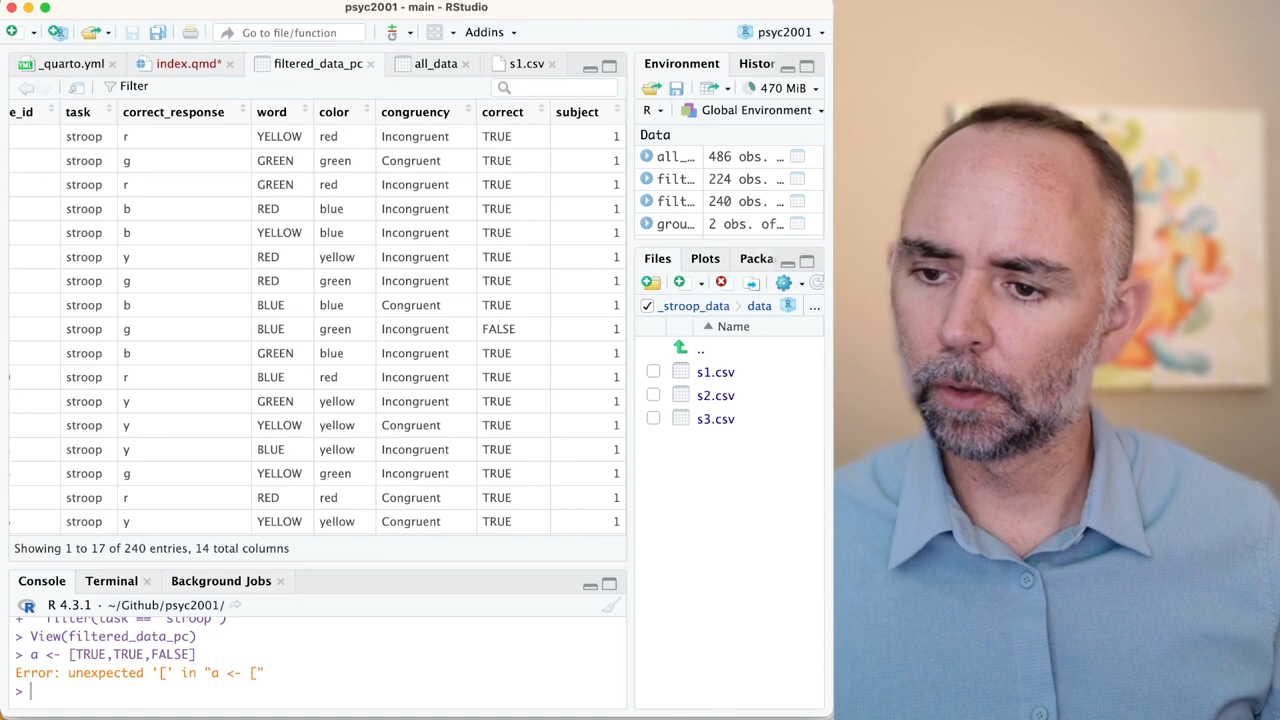 psyc2001 - main - RStudio
Go to file/function
Addins
psyc2001
_quarto.yml
index.qmd*
filtered_data_pc
all_data
s1.csv
Filter
e_id task correct_response word color congruency correct subject
stroop r YELLOW red Incongruent TRUE 1
stroop g GREEN green Congruent TRUE 1
stroop r GREEN red Incongruent TRUE 1
stroop b RED blue Incongruent TRUE 1
stroop b YELLOW blue Incongruent TRUE 1
stroop y RED yellow Incongruent TRUE 1
stroop g RED green Incongruent TRUE 1
stroop b BLUE blue Congruent TRUE 1
stroop g BLUE green Incongruent FALSE 1
stroop b GREEN blue Incongruent TRUE 1
stroop r BLUE red Incongruent TRUE 1
stroop y GREEN yellow Incongruent TRUE 1
stroop y YELLOW yellow Congruent TRUE 1
stroop y BLUE yellow Incongruent TRUE 1
stroop g YELLOW green Incongruent TRUE 1
stroop r RED red Congruent TRUE 1
stroop y YELLOW yellow Congruent TRUE 1
Showing 1 to 17 of 240 entries, 14 total columns
Console Terminal Background Jobs
R 4.3.1 · ~/Github/psyc2001/
+ filter(task == "stroop")
> View(filtered_data_pc)
> a <- [TRUE,TRUE,FALSE]
Error: unexpected '[' in "a <- ["
>
Environment Histor
470 MiB
R Global Environment
Data
all_… 486 obs. …
filt… 224 obs. …
filt… 240 obs. …
grou… 2 obs. of…
Files Plots Packa
_stroop_data > data ...
Name
..
s1.csv
s2.csv
s3.csv